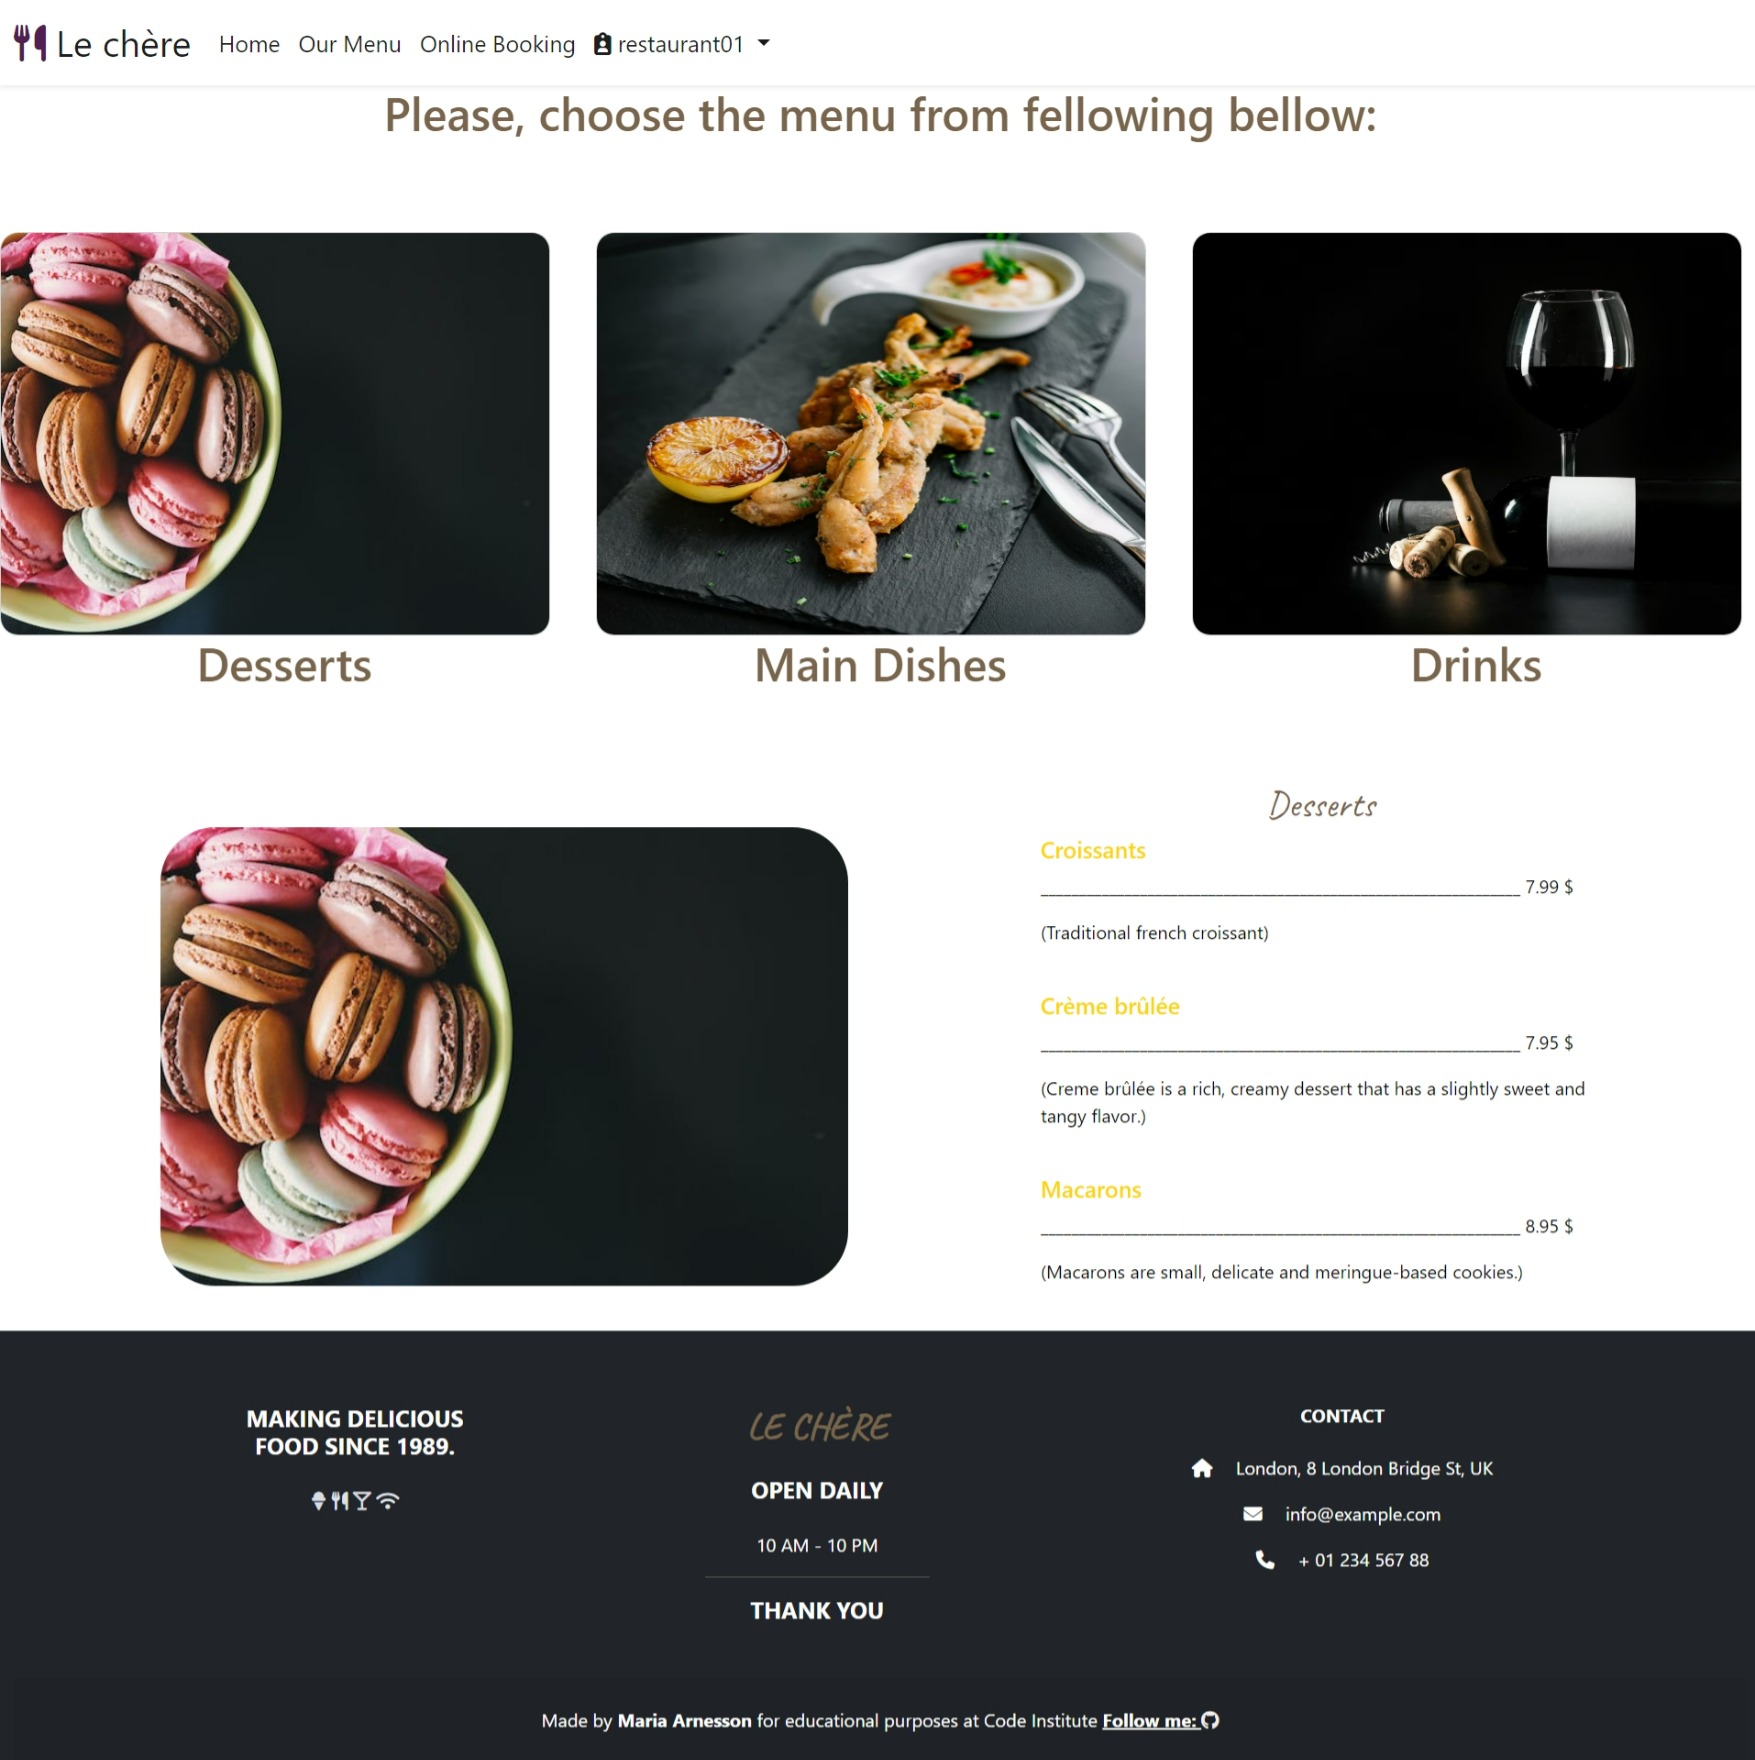 Le chère Home Our Menu Online Booking restaurant01
Please, choose the menu from fellowing bellow:
Desserts
Main Dishes
Drinks
Desserts
Croissants
7.99 $
(Traditional french croissant)
Crème brûlée
7.95 $
(Creme brûlée is a rich, creamy dessert that has a slightly sweet and
tangy flavor.)
Macarons
8.95 $
(Macarons are small, delicate and meringue-based cookies.)
MAKING DELICIOUS
FOOD SINCE 1989.
LE CHÈRE
OPEN DAILY
10 AM - 10 PM
THANK YOU
CONTACT
London, 8 London Bridge St, UK
info@example.com
+ 01 234 567 88
Made by Maria Arnesson for educational purposes at Code Institute Follow me: